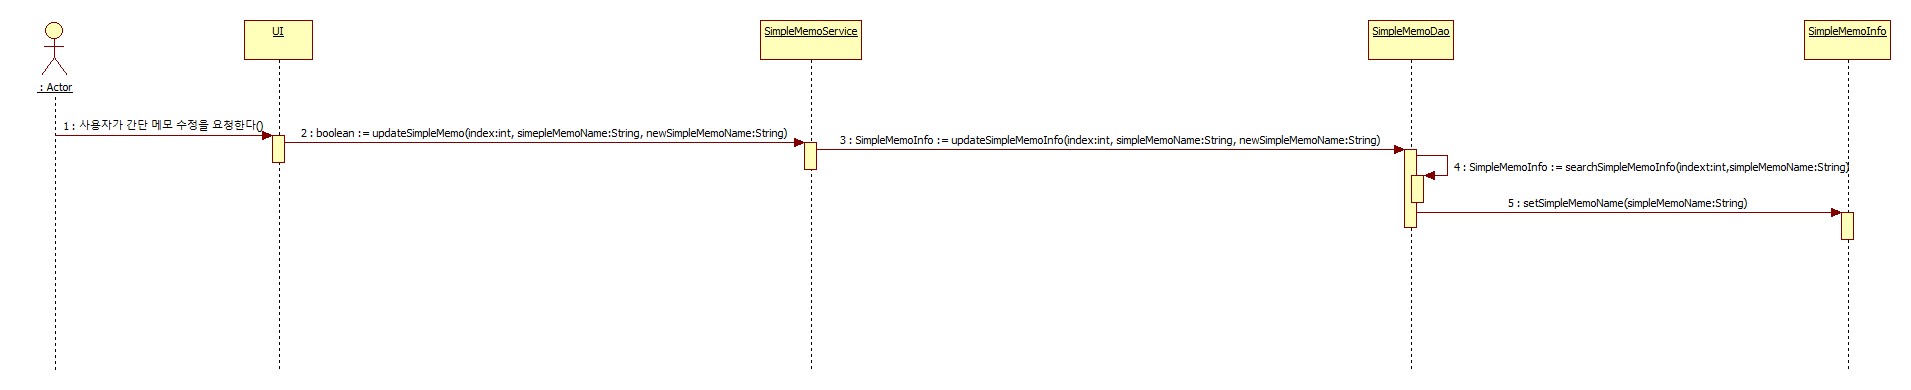 UI
SimpleMemoService
SimpleMemoDao
SimpleMemoInfo
: Actor
1 : 사용자가 간단 메모 수정을 요청한다()
2 : boolean := updateSimpleMemo(index:int, simepleMemoName:String, newSimpleMemoName:String)
3 : SimpleMemoInfo := updateSimpleMemoInfo(index:int, simpleMemoName:String, newSimpleMemoName:String)
4 : SimpleMemoInfo := searchSimpleMemoInfo(indext:int,simpleMemoName:String)
5 : setSimpleMemoName(simpleMemoName:String)